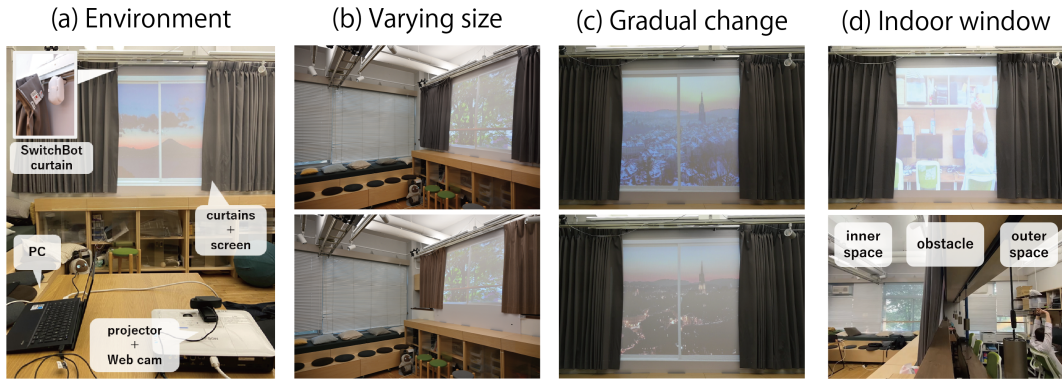 (a) Environment
(b) Varying size
(c) Gradual change
(d) Indoor window
SwitchBot
curtain
curtains
+
screen
PC
projector
+
Web cam
inner
space
obstacle
outer
space